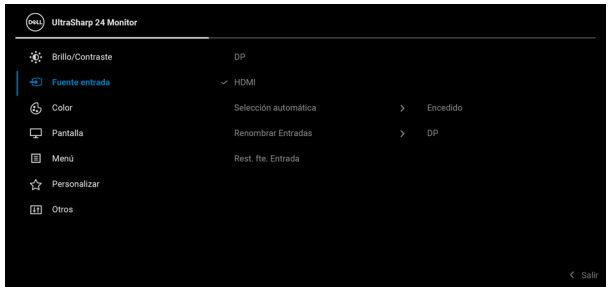 DELL UltraSharp 24 Monitor
Brillo/Contraste DP
Fuente entrada HDMI
Color Selección automática Encedido
Pantalla Renombrar Entradas DP
Menú Rest. fte. Entrada
Personalizar
Otros
Salir